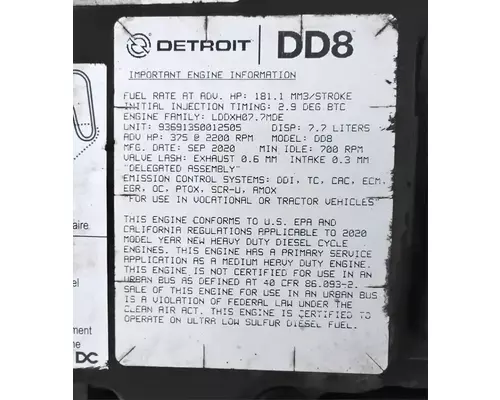 DETROIT DD8
IMPORTANT ENGINE INFORMATION
FUEL RATE AT ADV. HP: 181.1 MM3/STROKE
INITIAL INJECTION TIMING: 2.9 DEG BTC
ENGINE FAMILY: LDDXH07.7MDE
UNIT: 936913S0012505 DISP: 7.7 LITERS
ADV HP: 375 @ 2200 RPM MODEL: DD8
MFG. DATE: SEP 2020 MIN IDLE: 700 RPM
VALVE LASH: EXHAUST 0.6 MM INTAKE 0.3 MM
"DELEGATED ASSEMBLY"
EMISSION CONTROL SYSTEMS: DDI, TC, CAC, ECM,
EGR, OC, PTOX, SCR-U, AMOX
"FOR USE IN VOCATIONAL OR TRACTOR VEHICLES"
THIS ENGINE CONFORMS TO U.S. EPA AND
CALIFORNIA REGULATIONS APPLICABLE TO 2020
MODEL YEAR NEW HEAVY DUTY DIESEL CYCLE
ENGINES. THIS ENGINE HAS A PRIMARY SERVICE
APPLICATION AS A MEDIUM HEAVY DUTY ENGINE.
THIS ENGINE IS NOT CERTIFIED FOR USE IN AN
URBAN BUS AS DEFINED AT 40 CFR 86.093-2.
SALE OF THIS ENGINE FOR USE IN AN URBAN BUS
IS A VIOLATION OF FEDERAL LAW UNDER THE
CLEAN AIR ACT. THIS ENGINE IS CERTIFIED TO
OPERATE ON ULTRA LOW SULFUR DIESEL FUEL.
aire
el
ment
ne
DC